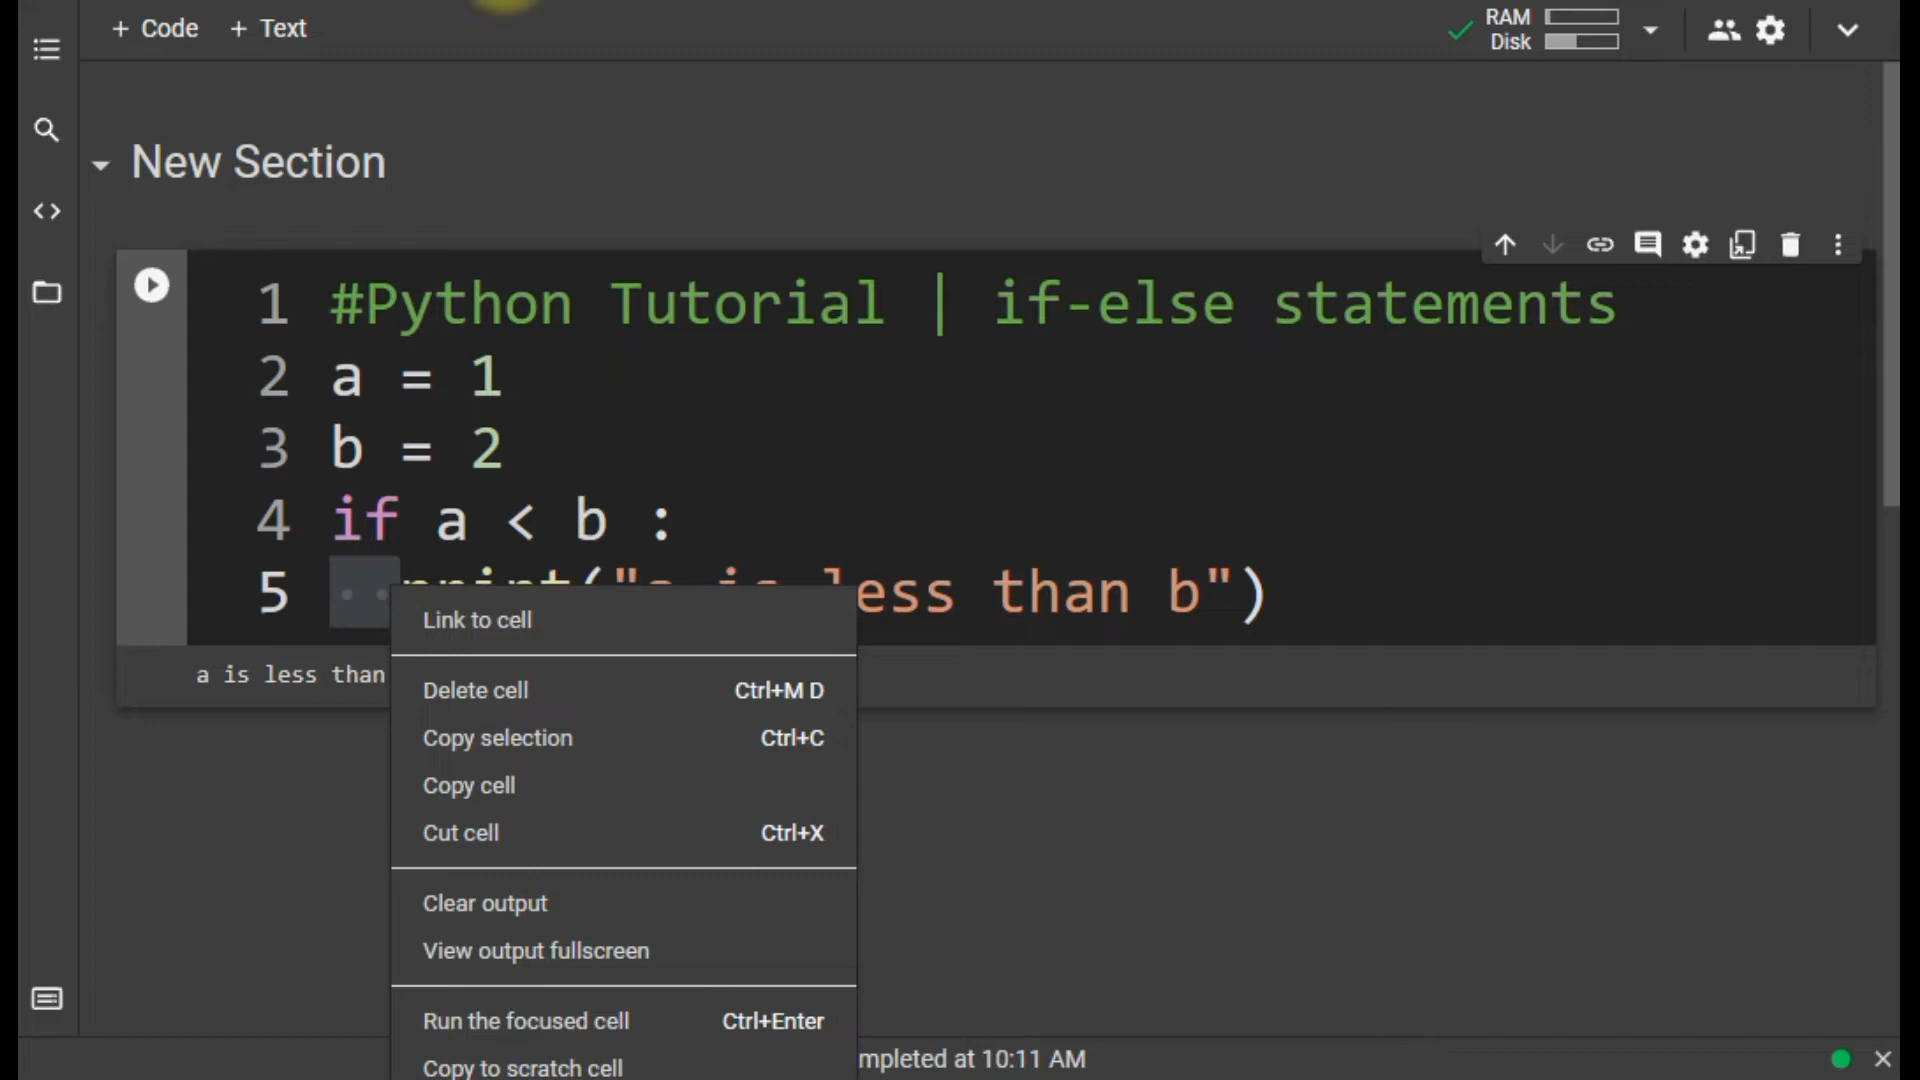 + Code + Text
RAM
Disk
New Section
1 #Python Tutorial | if-else statements
2 a = 1
3 b = 2
4 if a < b :
5 print("a is less than b")
a is less than
Link to cell
Delete cell Ctrl+M D
Copy selection Ctrl+C
Copy cell
Cut cell Ctrl+X
Clear output
View output fullscreen
Run the focused cell Ctrl+Enter
Copy to scratch cell
mpleted at 10:11 AM